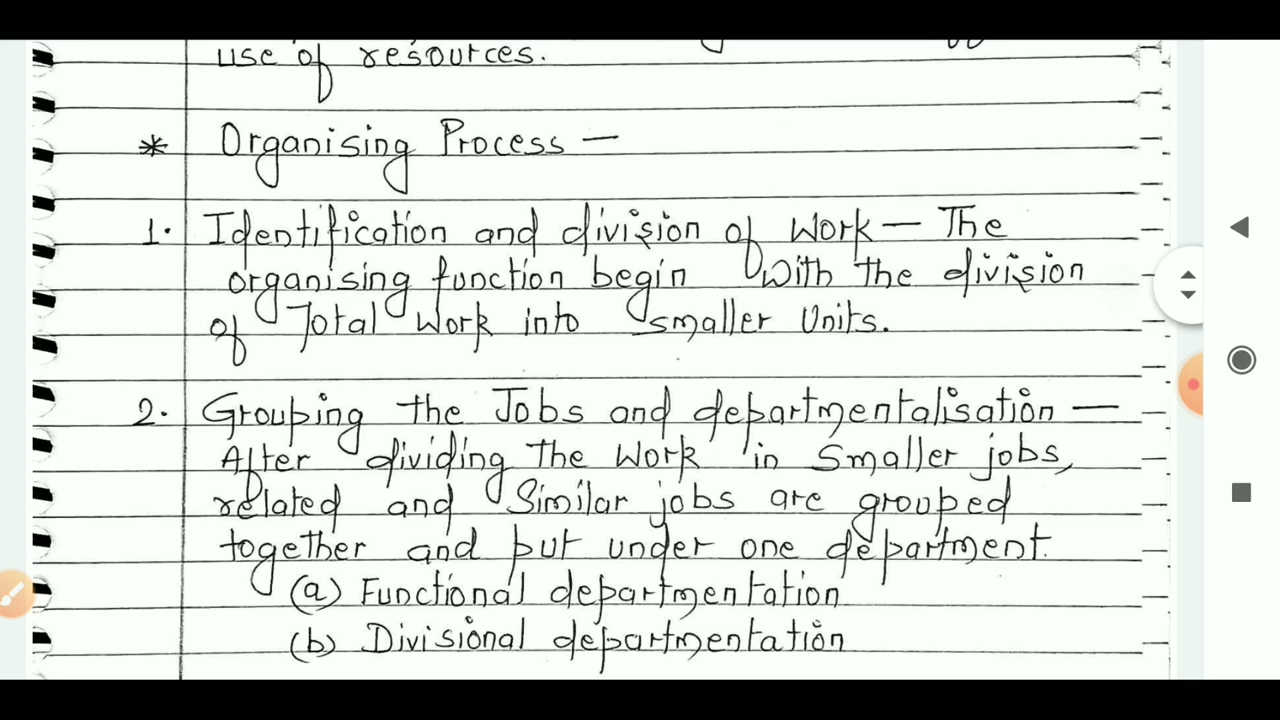 use of resources.
* Organising Process —
1. Identification and division of Work — The
organising function begin with the division
of Total Work into smaller Units.
2. Grouping the Jobs and departmentalisation —
After dividing the Work in Smaller jobs,
related and Similar jobs are grouped
together and put under one department.
(a) Functional departmentation
(b) Divisional departmentation